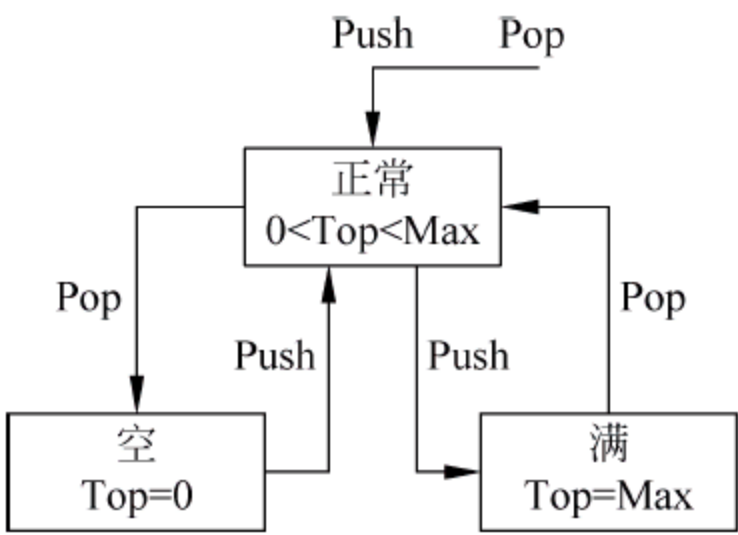 Push Pop
正常
0<Top<Max
Pop
Push
Push
Pop
空
Top=0
满
Top=Max